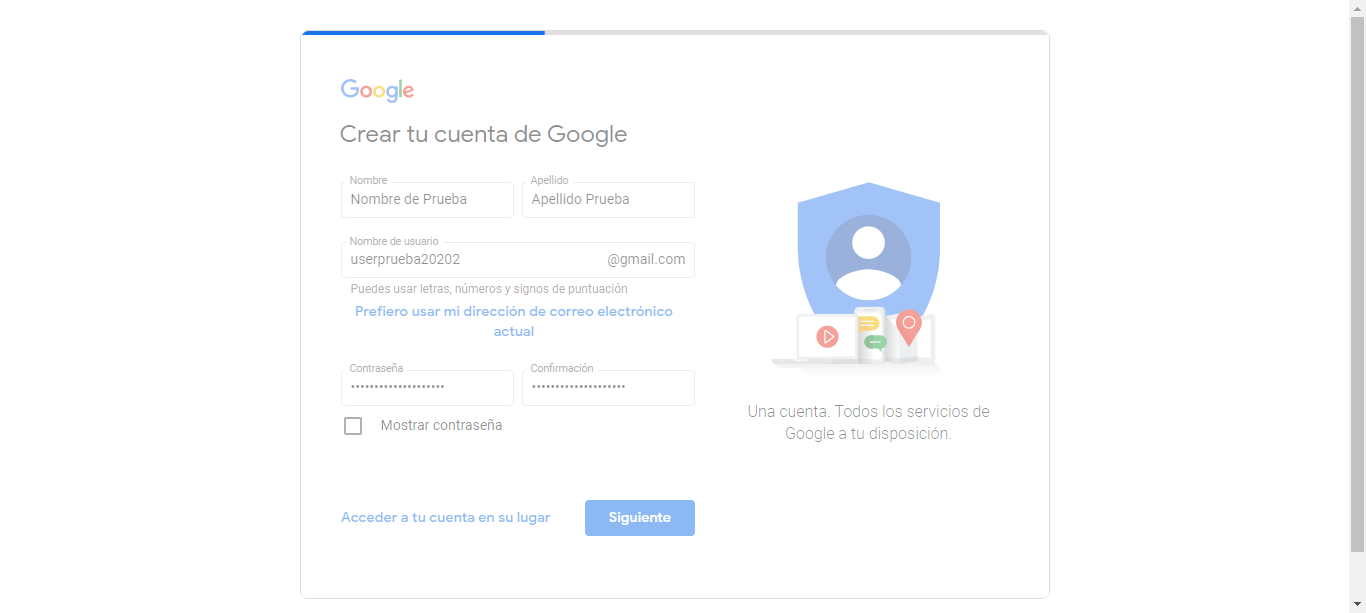 Google
Crear tu cuenta de Google
Nombre
Apellido
Nombre de Prueba
Apellido Prueba
Nombre de usuario
userprueba20202
@gmail.com
Puedes usar letras, números y signos de puntuación
Prefiero usar mi dirección de correo electrónico
actual
Contraseña
Confirmación
••••••••••••••••••••
••••••••••••••••••••
Mostrar contraseña
Acceder a tu cuenta en su lugar
Siguiente
Una cuenta. Todos los servicios de
Google a tu disposición.